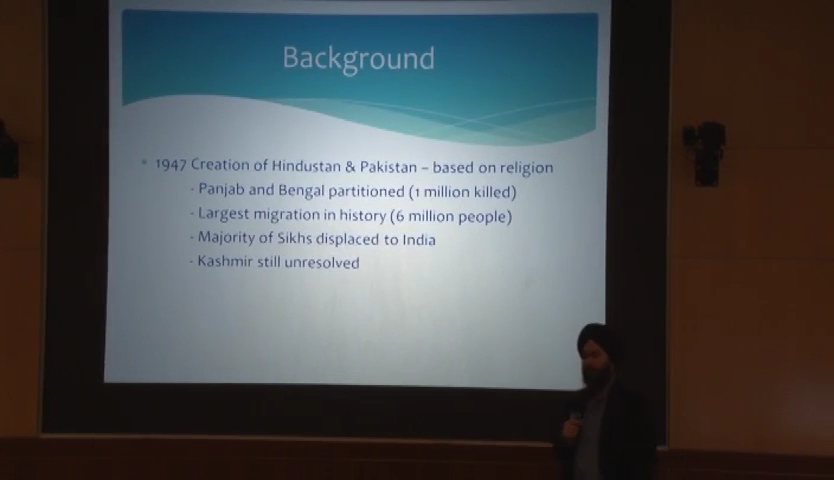 Background
• 1947 Creation of Hindustan & Pakistan – based on religion
- Panjab and Bengal partitioned (1 million killed)
- Largest migration in history (6 million people)
- Majority of Sikhs displaced to India
- Kashmir still unresolved